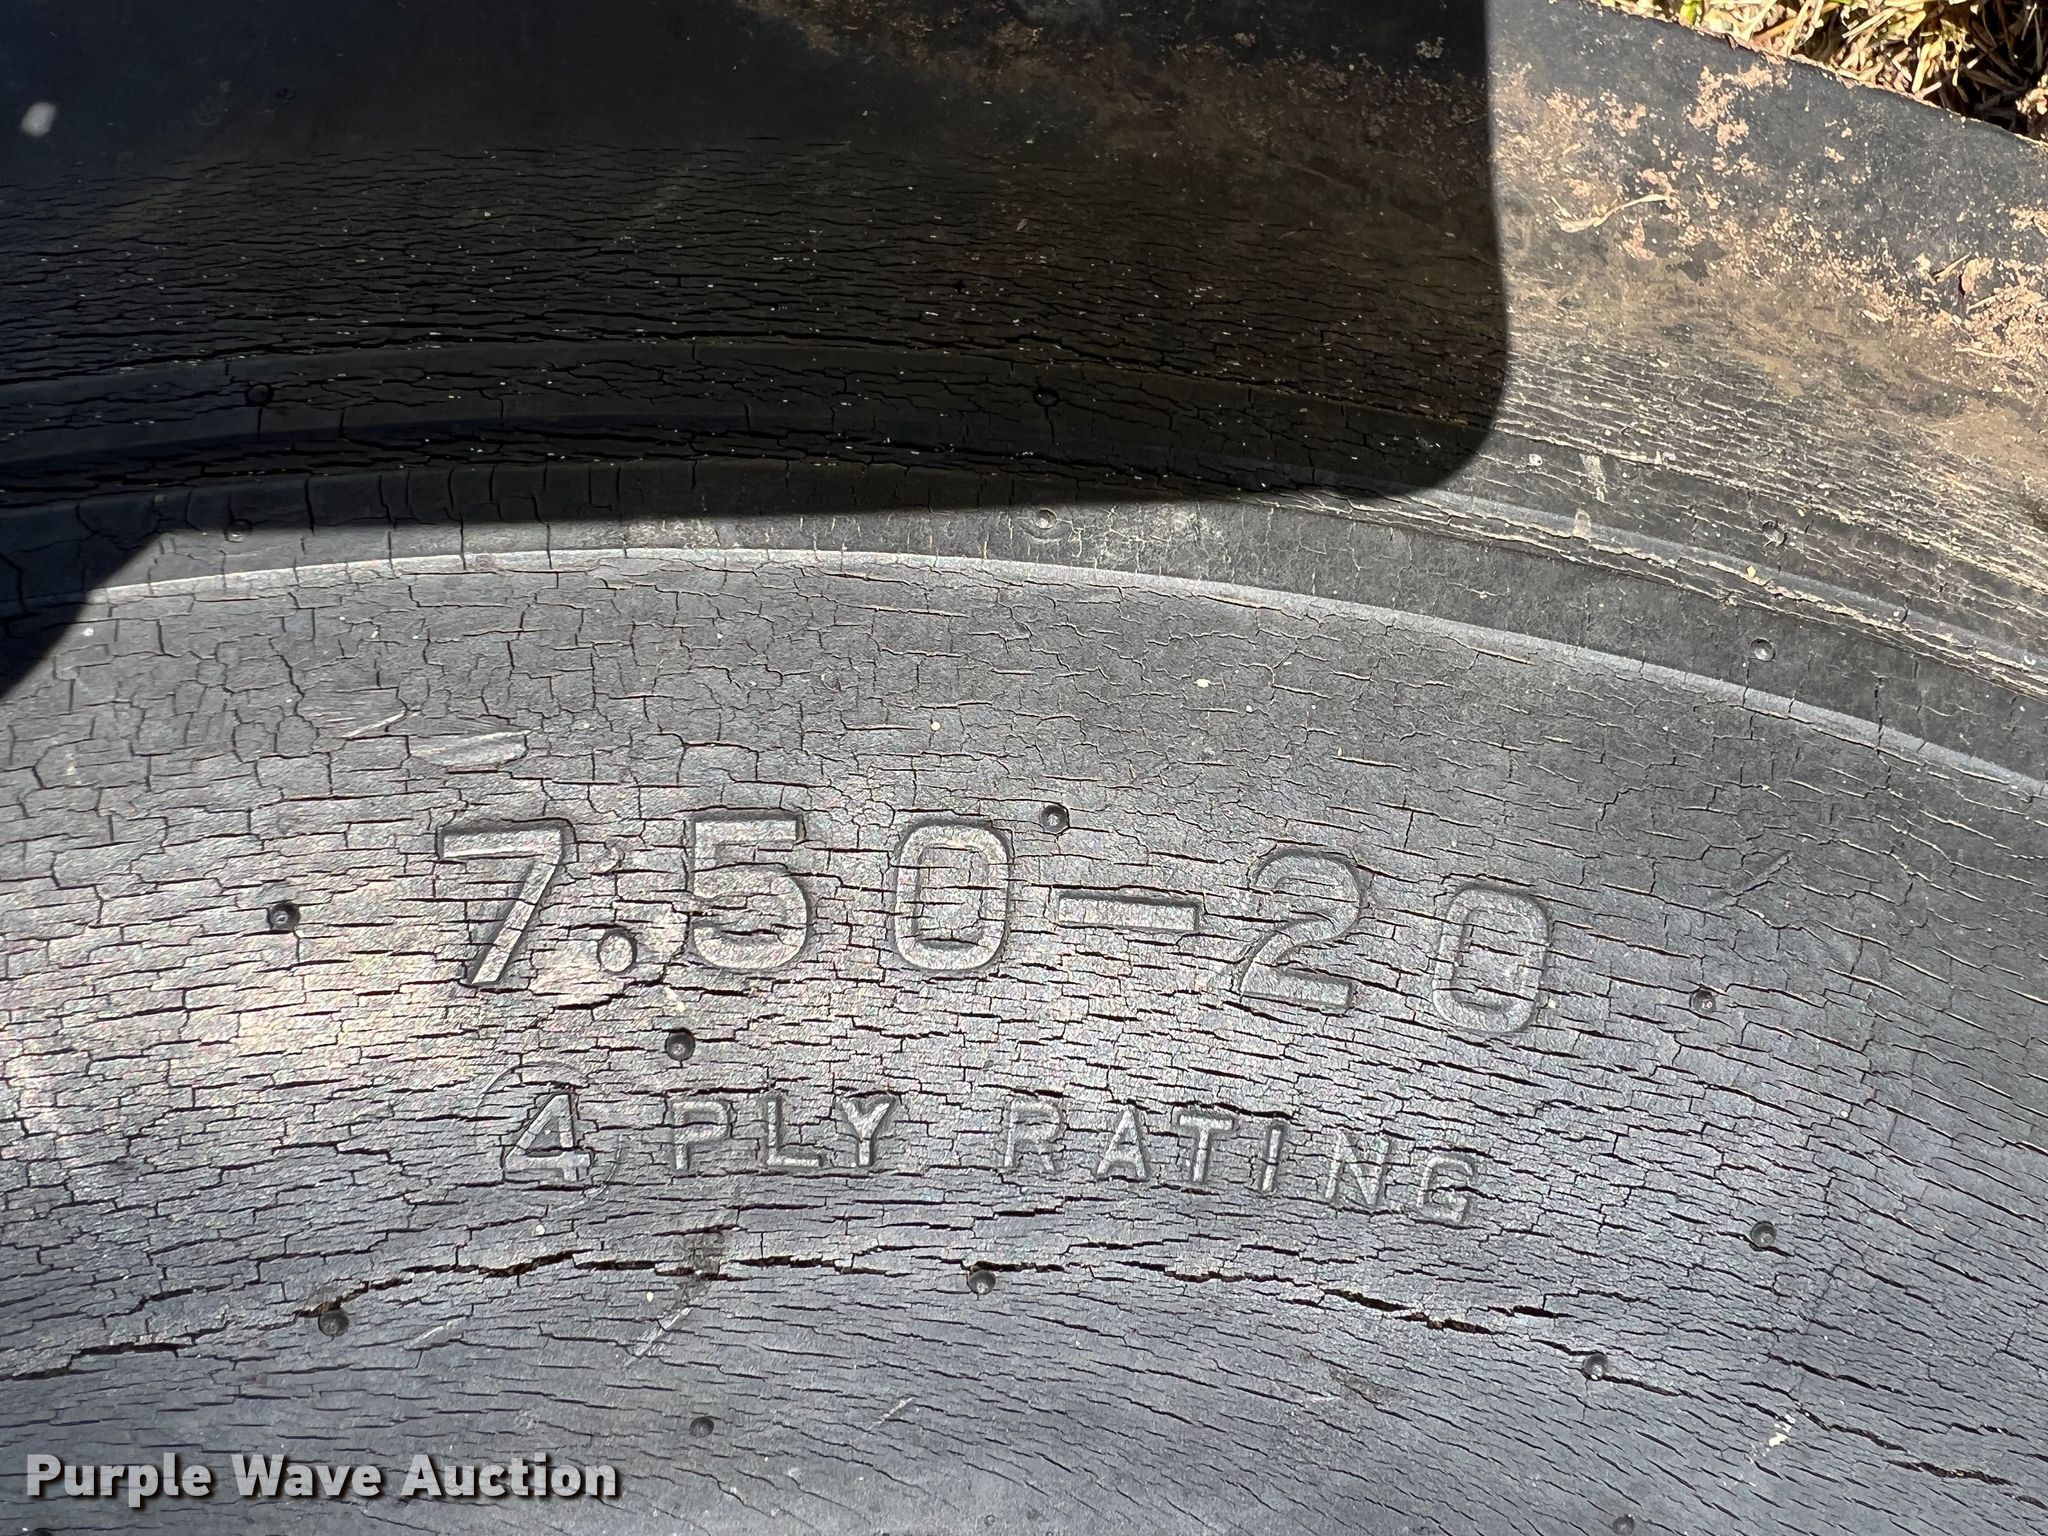 7.50-20
4 PLY RATING
Purple Wave Auction